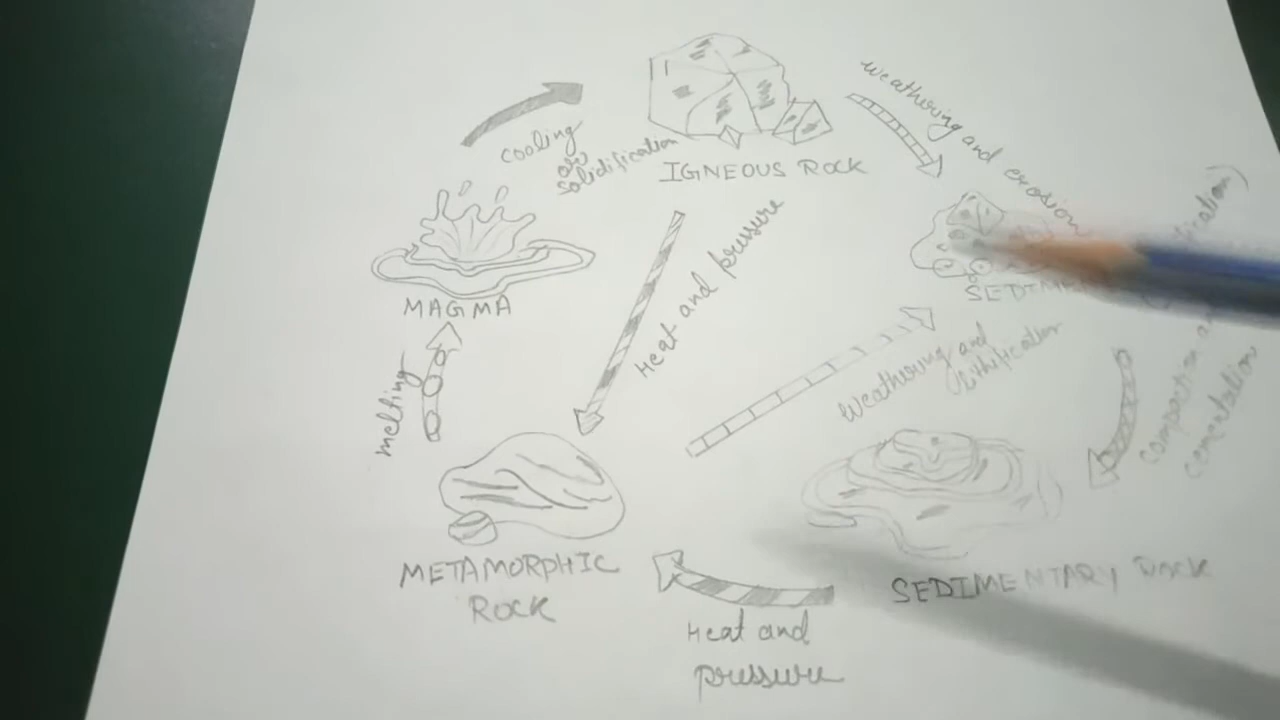 cooling
or
solidification
IGNEOUS ROCK
weathering and erosion
MAGMA
Heat and pressure
melting
weathering and
lithification
compaction
cementation
METAMORPHIC
ROCK
SEDIMENTARY ROCK
Heat and
pressure